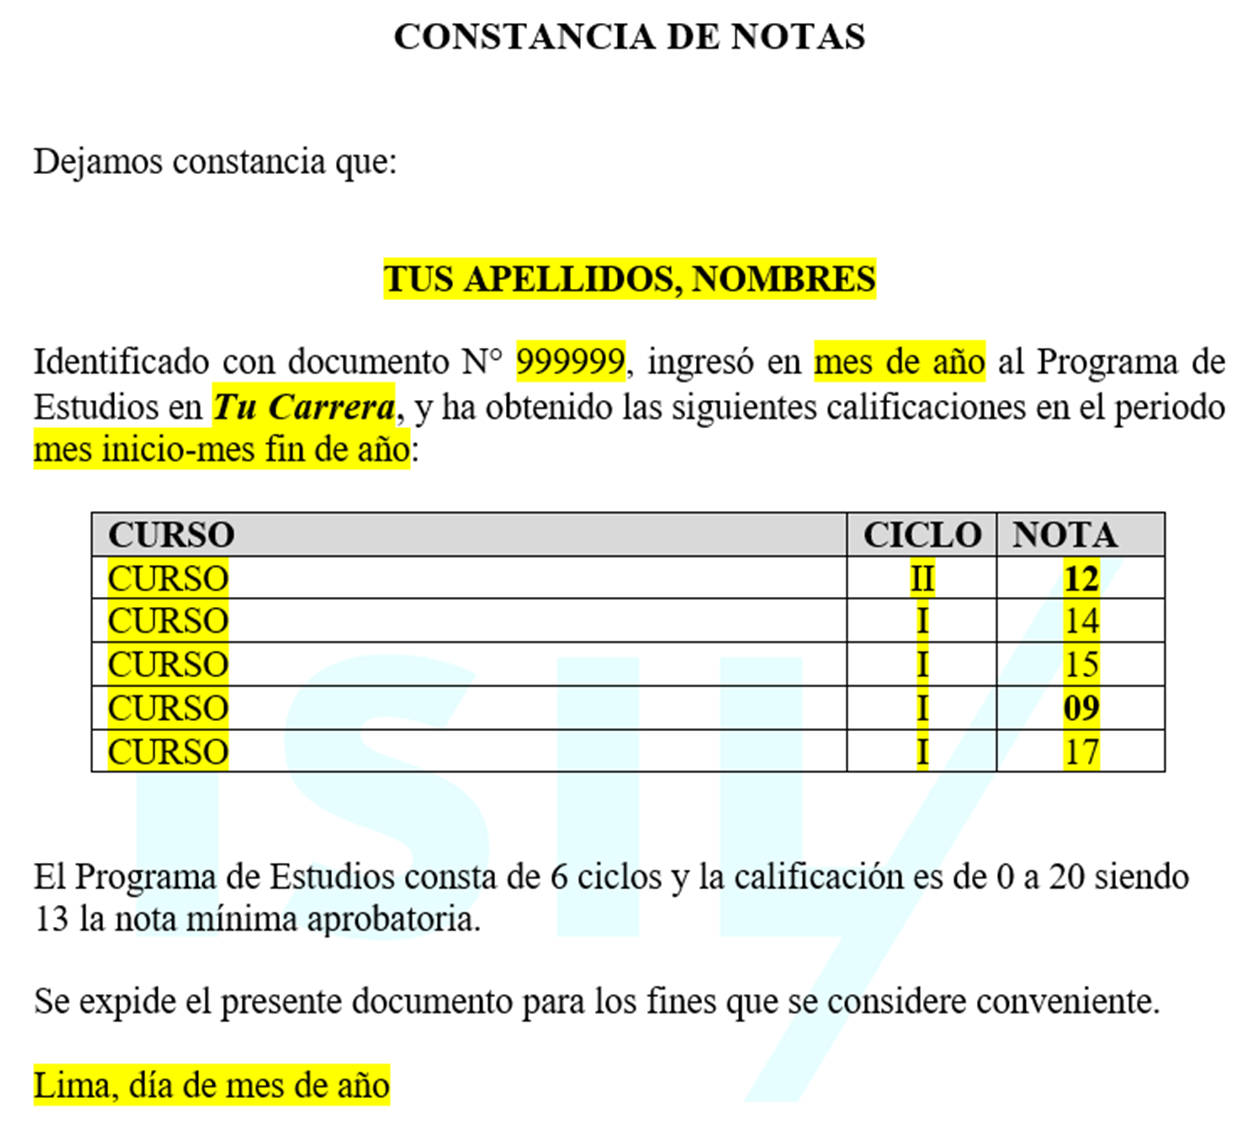 CONSTANCIA DE NOTAS
Dejamos constancia que:
TUS APELLIDOS, NOMBRES
Identificado con documento N° 999999, ingresó en mes de año al Programa de
Estudios en Tu Carrera, y ha obtenido las siguientes calificaciones en el periodo
mes inicio-mes fin de año:
CURSO CICLO NOTA
CURSO II 12
CURSO I 14
CURSO I 15
CURSO I 09
CURSO I 17
isil
El Programa de Estudios consta de 6 ciclos y la calificación es de 0 a 20 siendo
13 la nota mínima aprobatoria.
Se expide el presente documento para los fines que se considere conveniente.
Lima, día de mes de año